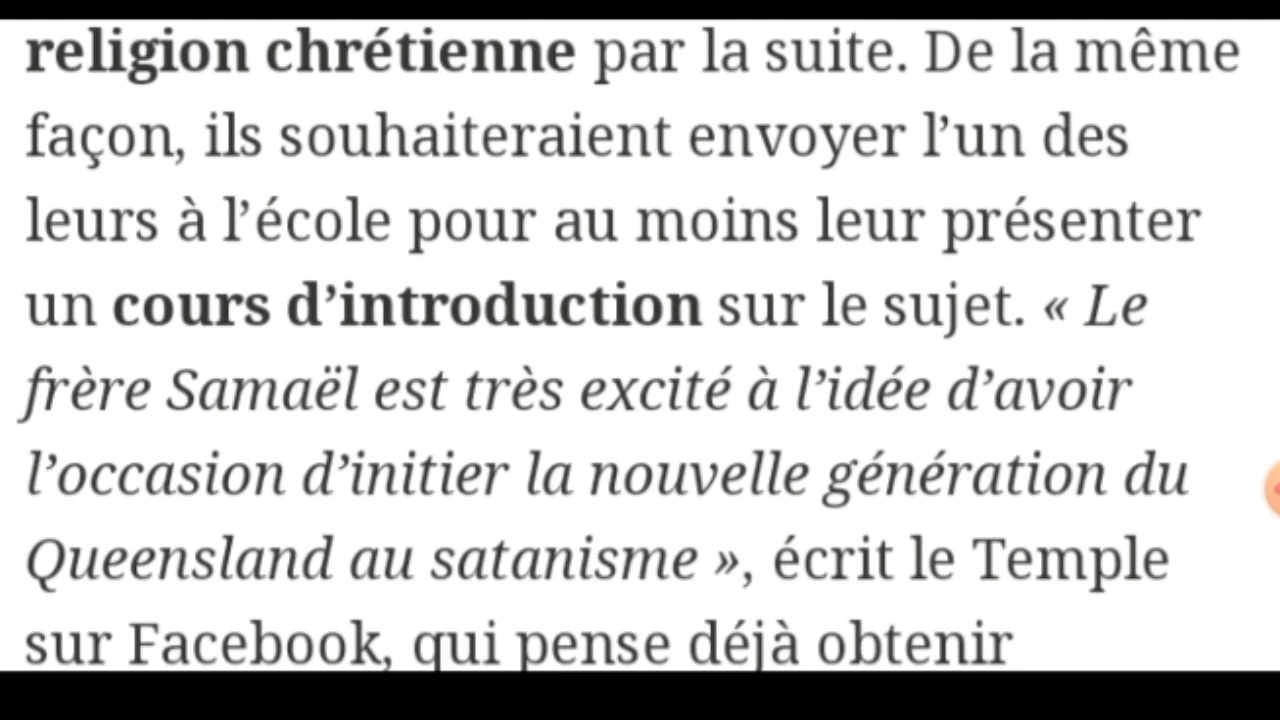 religion chrétienne par la suite. De la même
façon, ils souhaiteraient envoyer l’un des
leurs à l’école pour au moins leur présenter
un cours d’introduction sur le sujet. « Le
frère Samaël est très excité à l’idée d’avoir
l’occasion d’initier la nouvelle génération du
Queensland au satanisme », écrit le Temple
sur Facebook, qui pense déjà obtenir